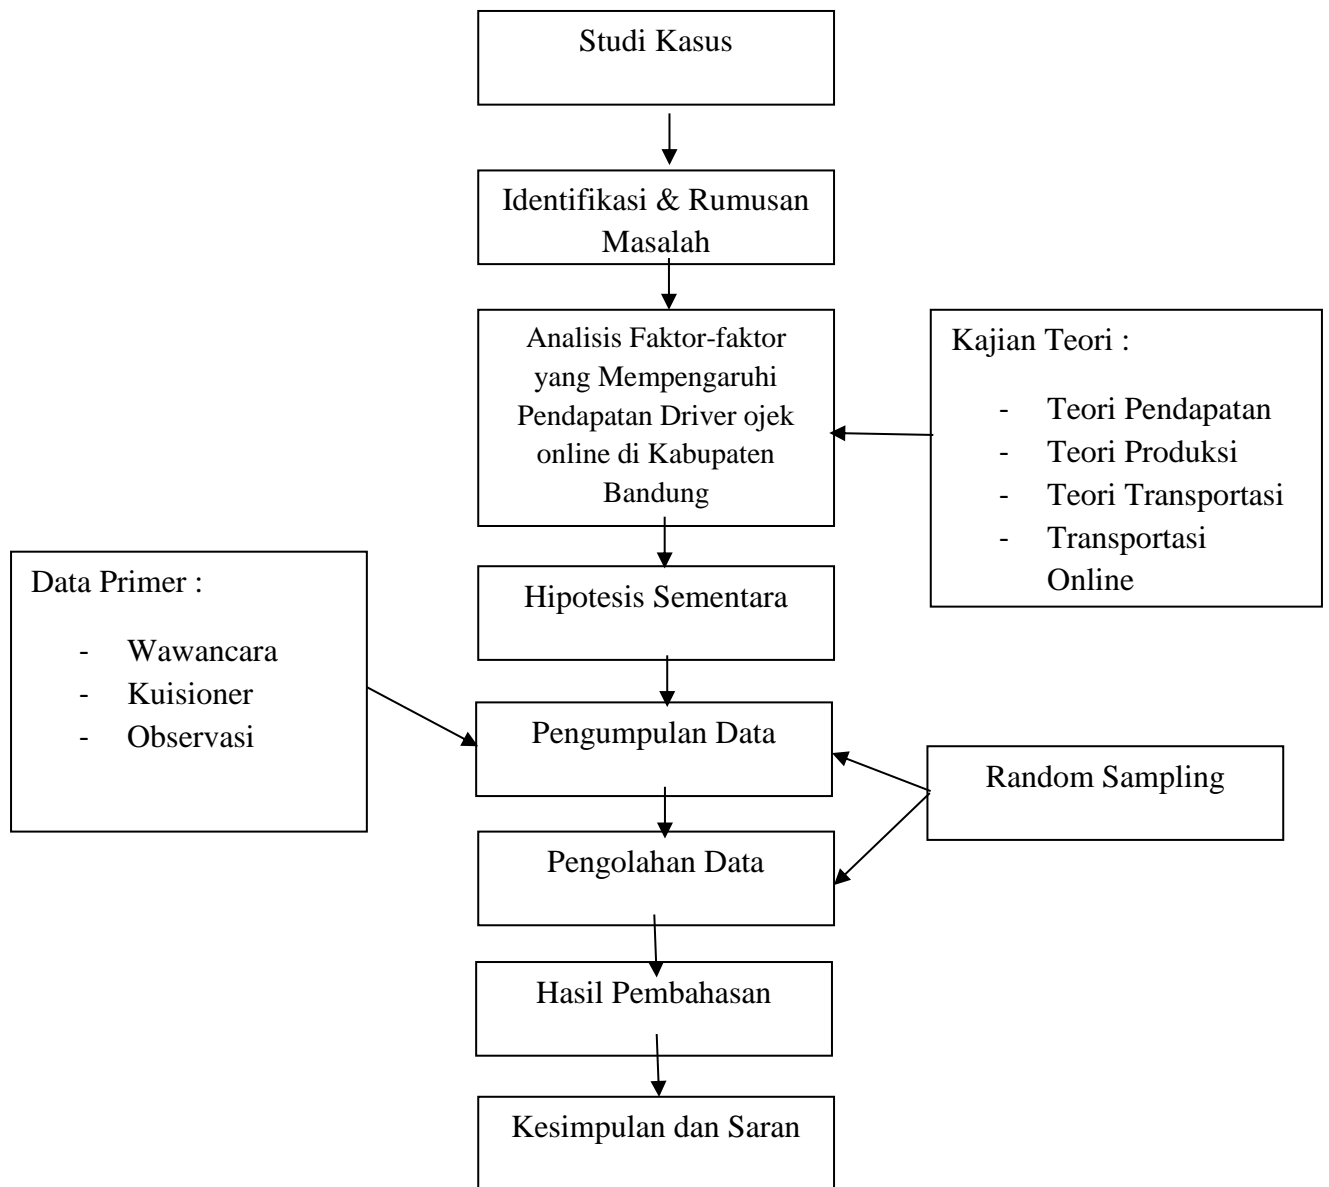 Studi Kasus
Identifikasi & Rumusan
Masalah
Analisis Faktor-faktor
yang Mempengaruhi
Pendapatan Driver ojek
online di Kabupaten
Bandung
Kajian Teori :
- Teori Pendapatan
- Teori Produksi
- Teori Transportasi
- Transportasi
Online
Hipotesis Sementara
Data Primer :
- Wawancara
- Kuisioner
- Observasi
Pengumpulan Data
Random Sampling
Pengolahan Data
Hasil Pembahasan
Kesimpulan dan Saran